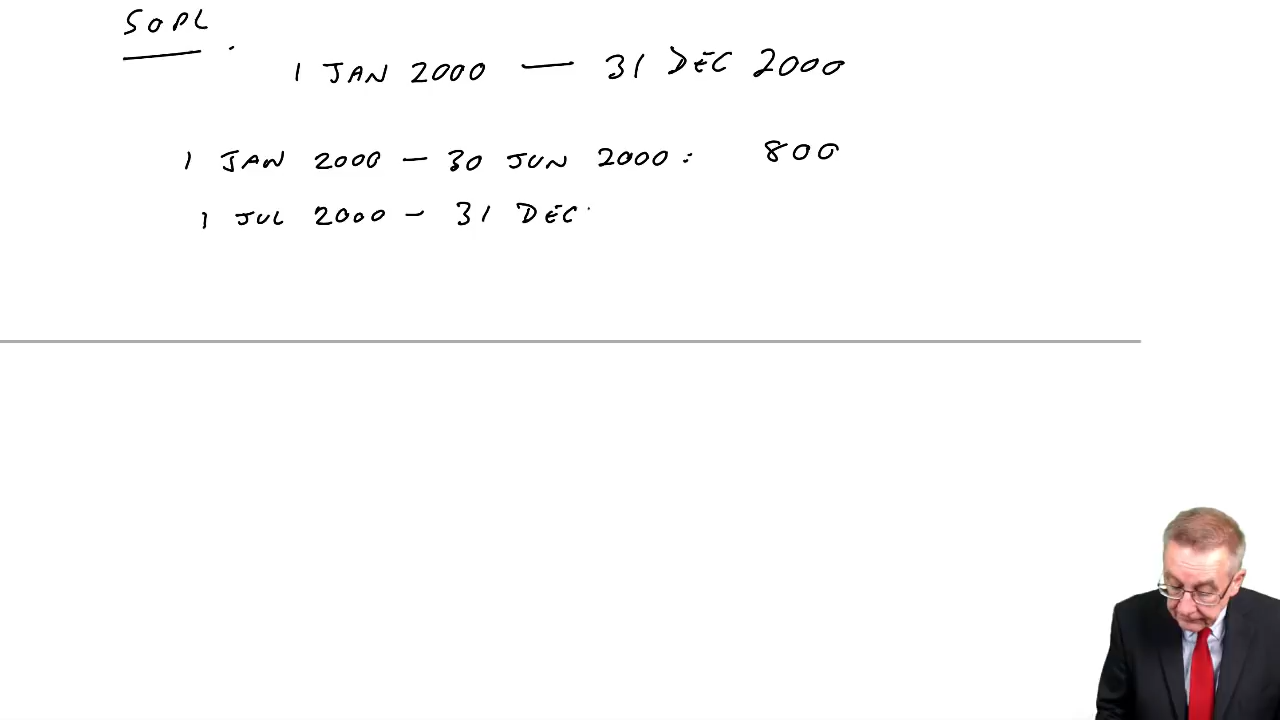 SOPL
1 JAN 2000 — 31 DEC 2000
1 JAN 2000 – 30 JUN 2000: 800
1 JUL 2000 – 31 DEC